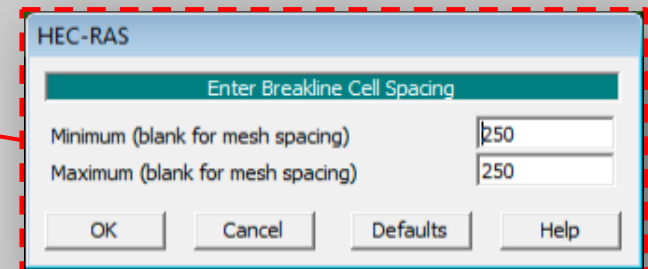 HEC-RAS
Enter Breakline Cell Spacing
Minimum (blank for mesh spacing) 250
Maximum (blank for mesh spacing) 250
OK Cancel Defaults Help